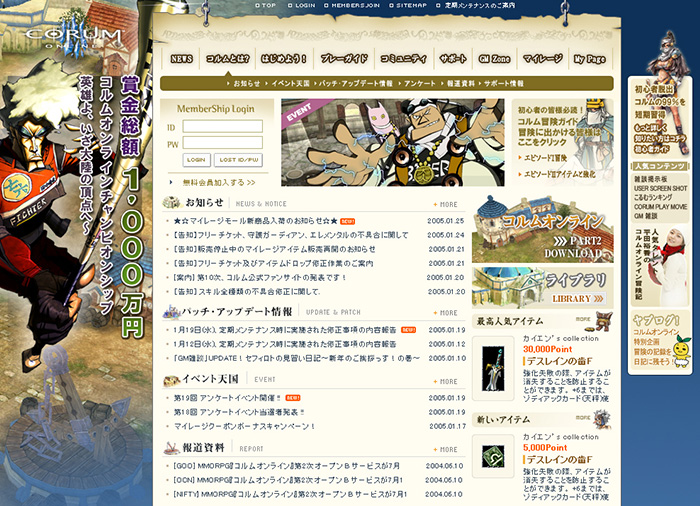 TOP LOGIN MEMBERSJOIN SITEMAP 定期メンテナンスのご案内
CORUM
ONLINE
賞金総額 1,000万円
コルムオンラインチャンピオンシップ
英雄よ、いざ大陸の頂点へ~
FIGHTER
NEWS コルムとは? はじめよう! プレーガイド コミュニティ サポート GM Zone マイレージ My Page
お知らせ イベント天国 パッチ・アップデート情報 アンケート 報道資料 サポート情報
MemberShip Login
ID
PW
LOGIN LOST ID/PW
無料会員加入する >>
EVENT
初心者の皆様必読!
コルム冒険ガイド
冒険に出かける皆様は
ここをクリック
エピソードI冒険
エピソードIIアイテム&強化
お知らせ NEWS & NOTICE MORE
★☆マイレージモール新商品入荷のお知らせ☆★ NEW! 2005.01.25
【告知】フリーチケット、守護ガーディアン、エレメンタルの不具合に関して 2005.01.24
【告知】販売停止中のマイレージアイテム販売再開のお知らせ 2005.01.21
【告知】フリーチケット及びアイテムドロップ修正作業のご案内 2005.01.21
【案内】第10次、コルム公式ファンサイトの発表です! 2005.01.20
【告知】スキル全種類の不具合修正に関して. 2005.01.20
パッチ・アップデート情報 UPDATE & PATCH MORE
1月19日(水), 定期メンテナンス時に実施された修正事項の内容報告 NEW! 2005.01.19
1月12日(水), 定期メンテナンス時に実施された修正事項の内容報告 2005.01.12
「GM雑談」UPDATE！セフィロトの見習い日記～新年のご挨拶っす！の巻～ 2005.01.10
イベント天国 EVENT MORE
第19回 アンケートイベント開催!! NEW! 2005.01.19
第18回 アンケートイベント当選者発表!! 2005.01.19
マイレージクーポンボーナスキャンペーン! 2005.01.17
報道資料 REPORT MORE
[GOO] MMORPG『コルムオンライン』第2次オープンβサービスが7月 2004.06.10
[OCN] MMORPG『コルムオンライン』第2次オープンβサービスが7月1 2004.06.10
[NIFTY] MMORPG『コルムオンライン』第2次オープンβサービスが7月1 2004.06.10
コルムオンライン
>>> PART2
DOWNLOAD
ライブラリ
LIBRARY >>>
最高人気アイテム MORE
カイエン's collection
30,000Point
デスレインの歯F
強化失敗の際、アイテムが
消失することを防止するこ
とができます。+6までは、
ゾディアックカード(天秤)使
新しいアイテム MORE
カイエン's collection
5,000Point
デスレインの歯F
強化失敗の際、アイテムが
消失することを防止するこ
とができます。+6までは、
ゾディアックカード(天秤)使
初心者脱出
コルムの99%を
短期習得
もっと詳しく
知りたい方はコチラ
初心者ガイド
人気コンテンツ
雑談掲示板
USER SCREEN SHOT
こるむランキング
CORUM PLAY MOVIE
GM 雑談
人気タレント
平田裕香の
コルムオンライン冒険記
ヤプログ!
コルムオンライン
特別企画
冒険の記録を
日記に残そう!